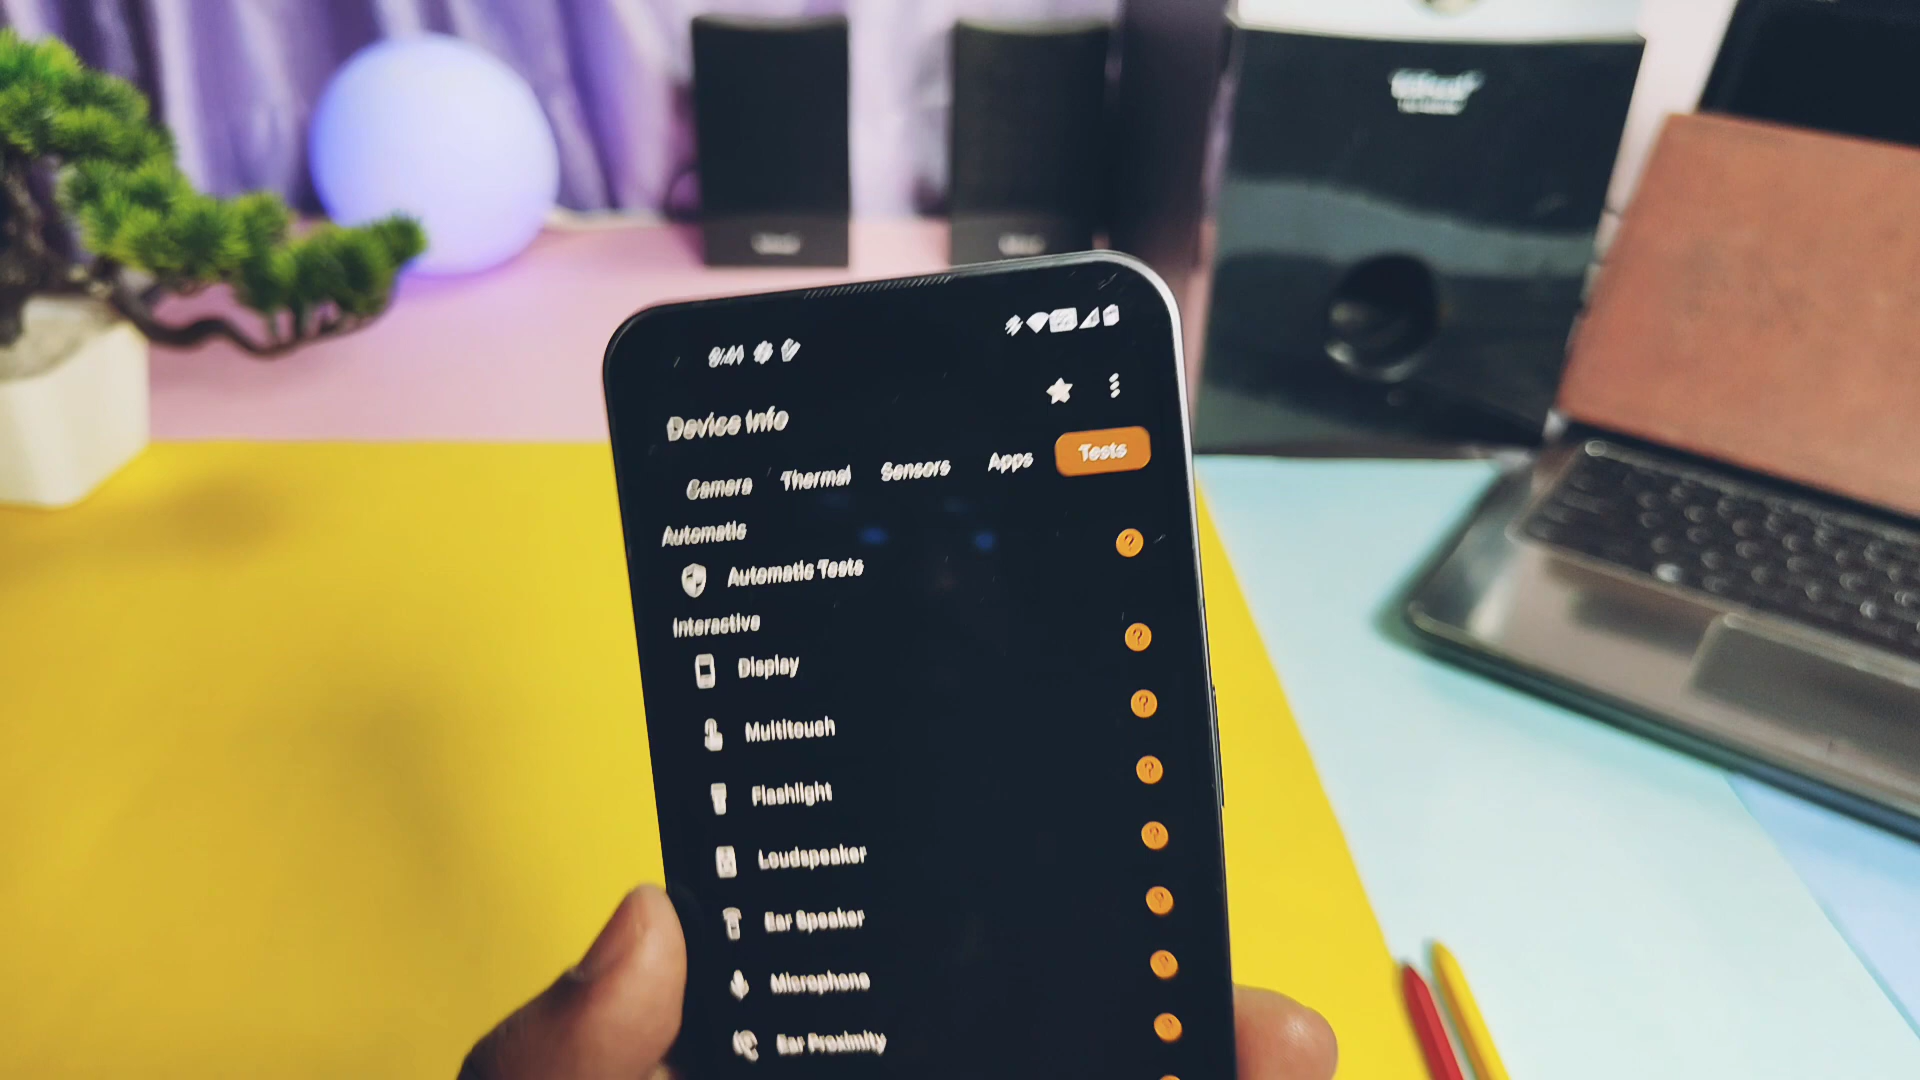 Device Info
Camera Thermal Sensors Apps Tests
Automatic
Automatic Tests
Interactive
Display
Multitouch
Flashlight
Loudspeaker
Ear Speaker
Microphone
Ear Proximity